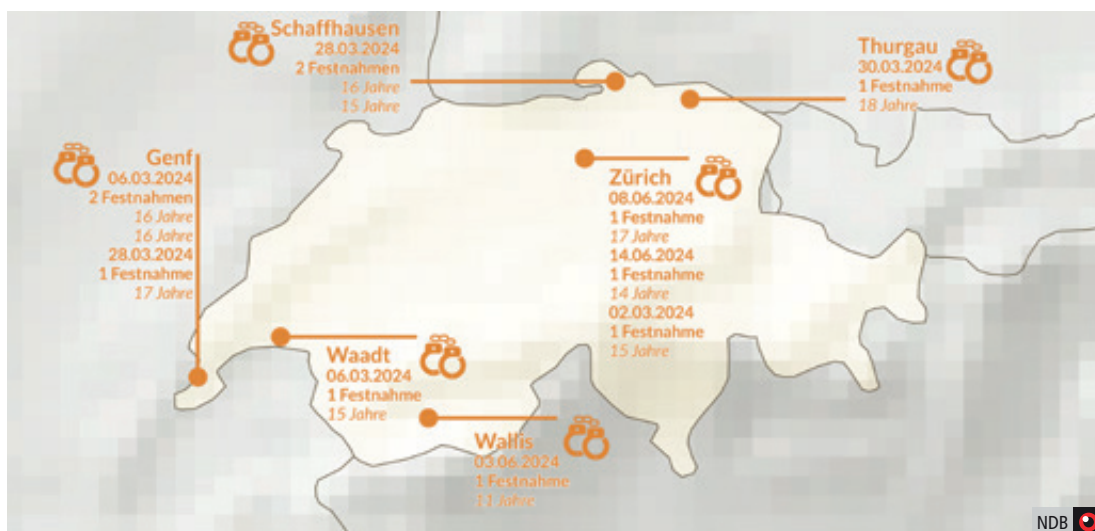 Schaffhausen
28.03.2024
2 Festnahmen
16 Jahre
15 Jahre
Thurgau
30.03.2024
1 Festnahme
18 Jahre
Genf
06.03.2024
2 Festnahmen
16 Jahre
16 Jahre
28.03.2024
1 Festnahme
17 Jahre
Zürich
08.06.2024
1 Festnahme
17 Jahre
14.06.2024
1 Festnahme
14 Jahre
02.03.2024
1 Festnahme
15 Jahre
Waadt
06.03.2024
1 Festnahme
15 Jahre
Wallis
03.06.2024
1 Festnahme
11 Jahre
NDB